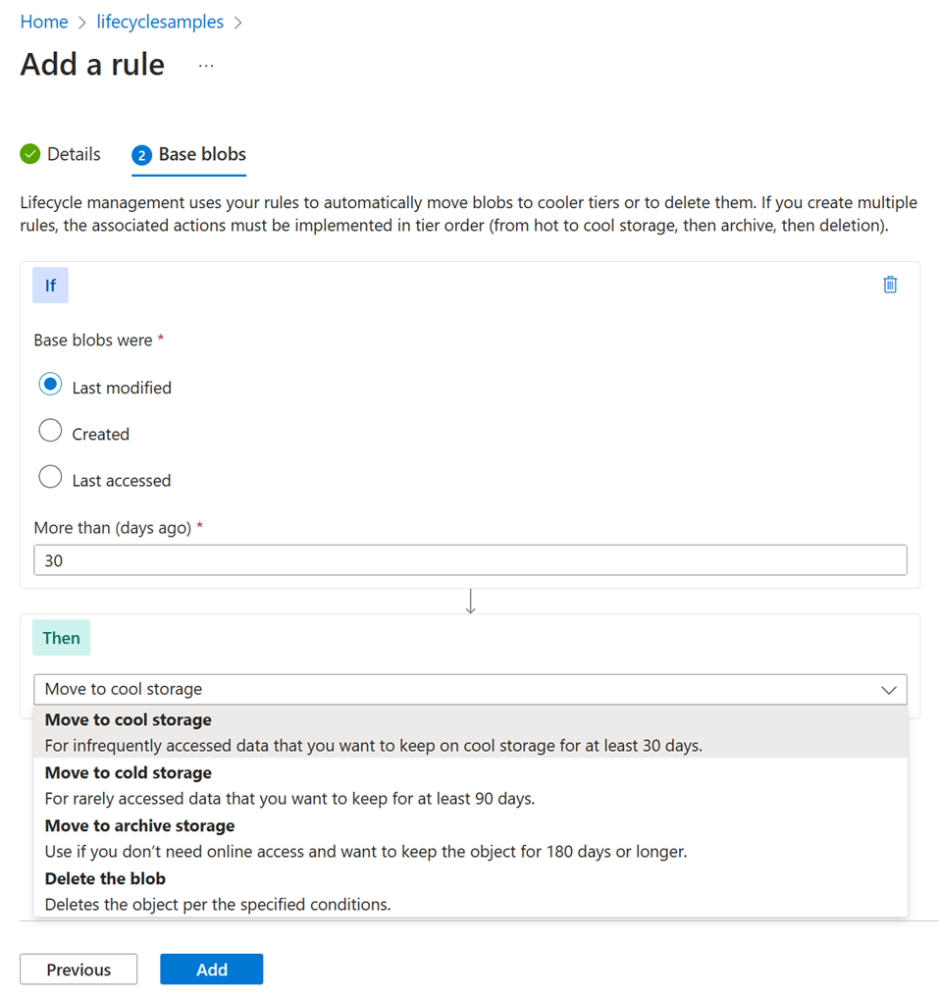 Home > lifecyclesamples >
Add a rule ...
Details 2 Base blobs
Lifecycle management uses your rules to automatically move blobs to cooler tiers or to delete them. If you create multiple
rules, the associated actions must be implemented in tier order (from hot to cool storage, then archive, then deletion).
If
Base blobs were *
Last modified
Created
Last accessed
More than (days ago) *
30
Then
Move to cool storage
Move to cool storage
For infrequently accessed data that you want to keep on cool storage for at least 30 days.
Move to cold storage
For rarely accessed data that you want to keep for at least 90 days.
Move to archive storage
Use if you don’t need online access and want to keep the object for 180 days or longer.
Delete the blob
Deletes the object per the specified conditions.
Previous Add